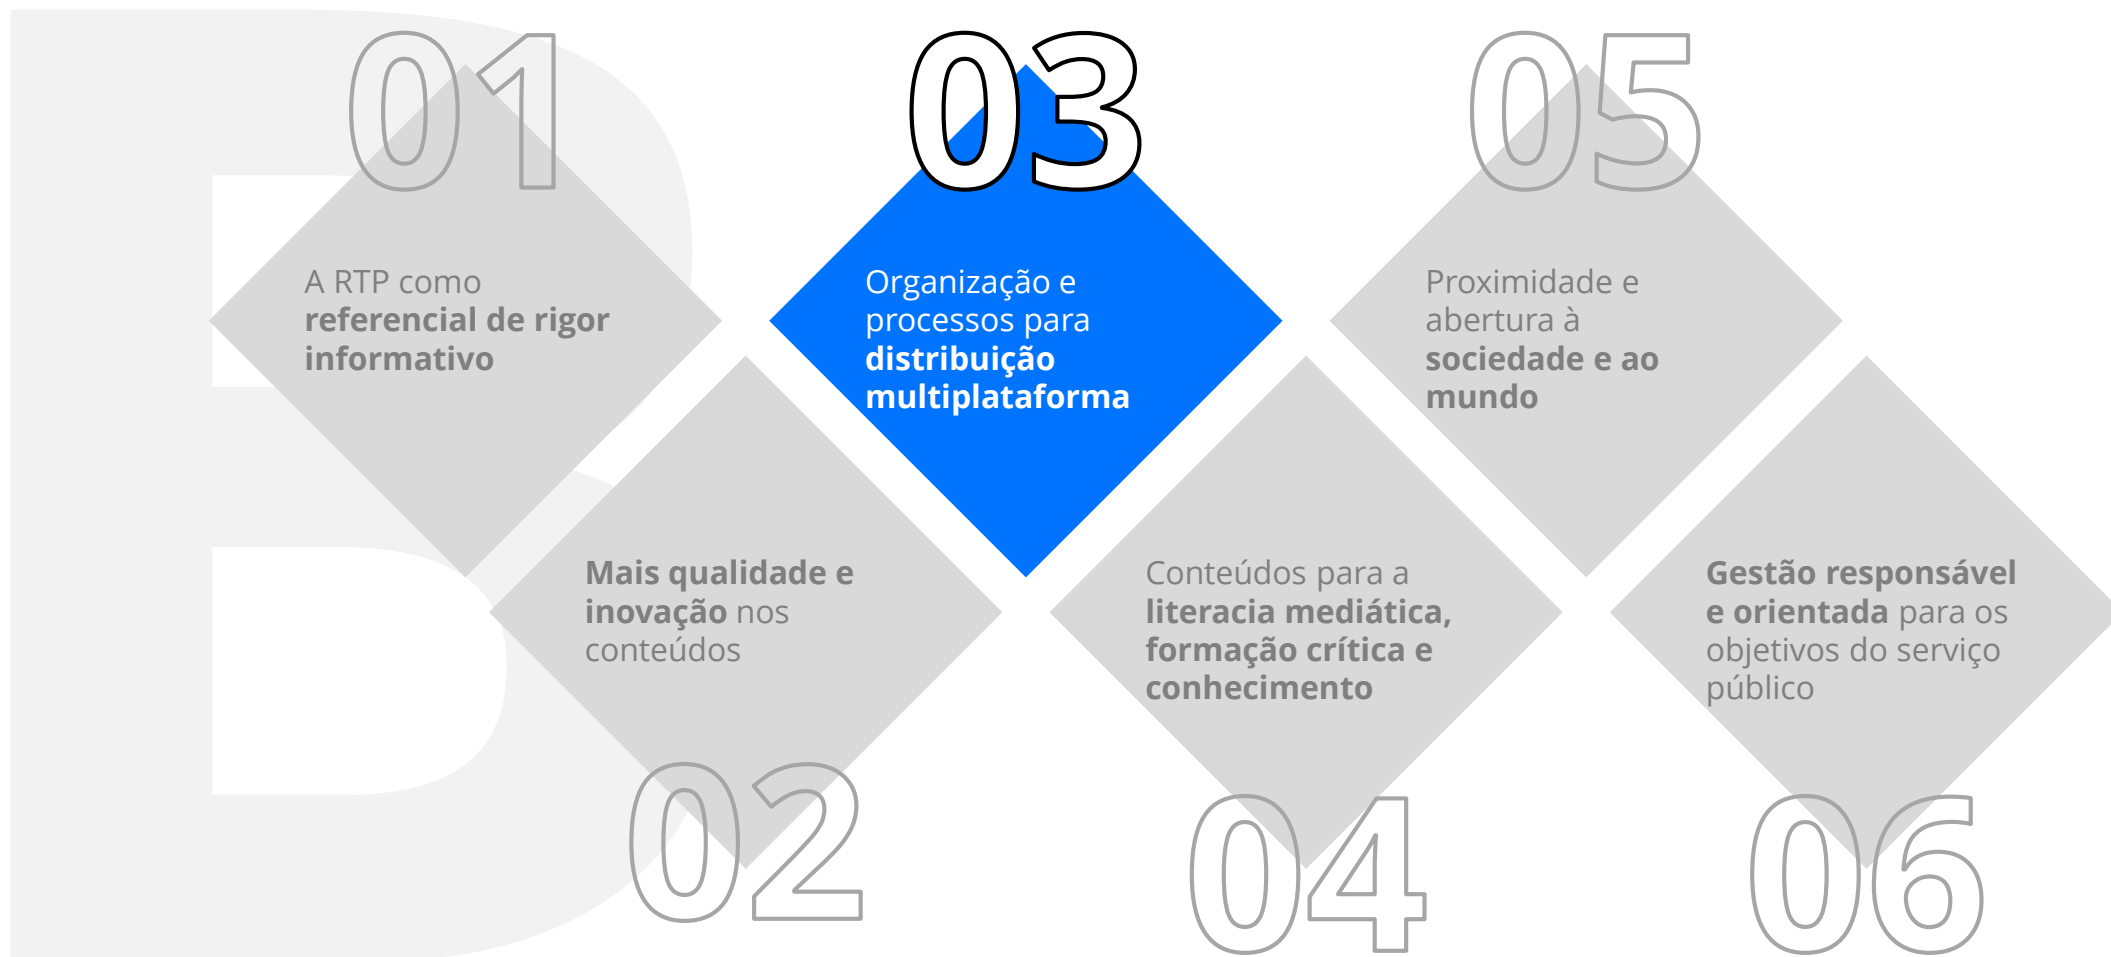 01
A RTP como
referencial de rigor
informativo
02
Mais qualidade e
inovação nos
conteúdos
03
Organização e
processos para
distribuição
multiplataforma
04
Conteúdos para a
literacia mediática,
formação crítica e
conhecimento
05
Proximidade e
abertura à
sociedade e ao
mundo
06
Gestão responsável
e orientada para os
objetivos do serviço
público
B